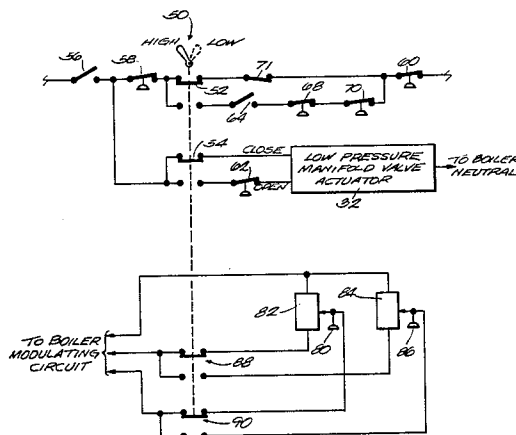 50
HIGH LOW
56
58
71
60
52
64
68
70
54
CLOSE
LOW PRESSURE
MANIFOLD VALVE
ACTUATOR
32
TO BOILER
NEUTRAL
62
OPEN
82
84
80
86
TO BOILER
MODULATING
CIRCUIT
88
90